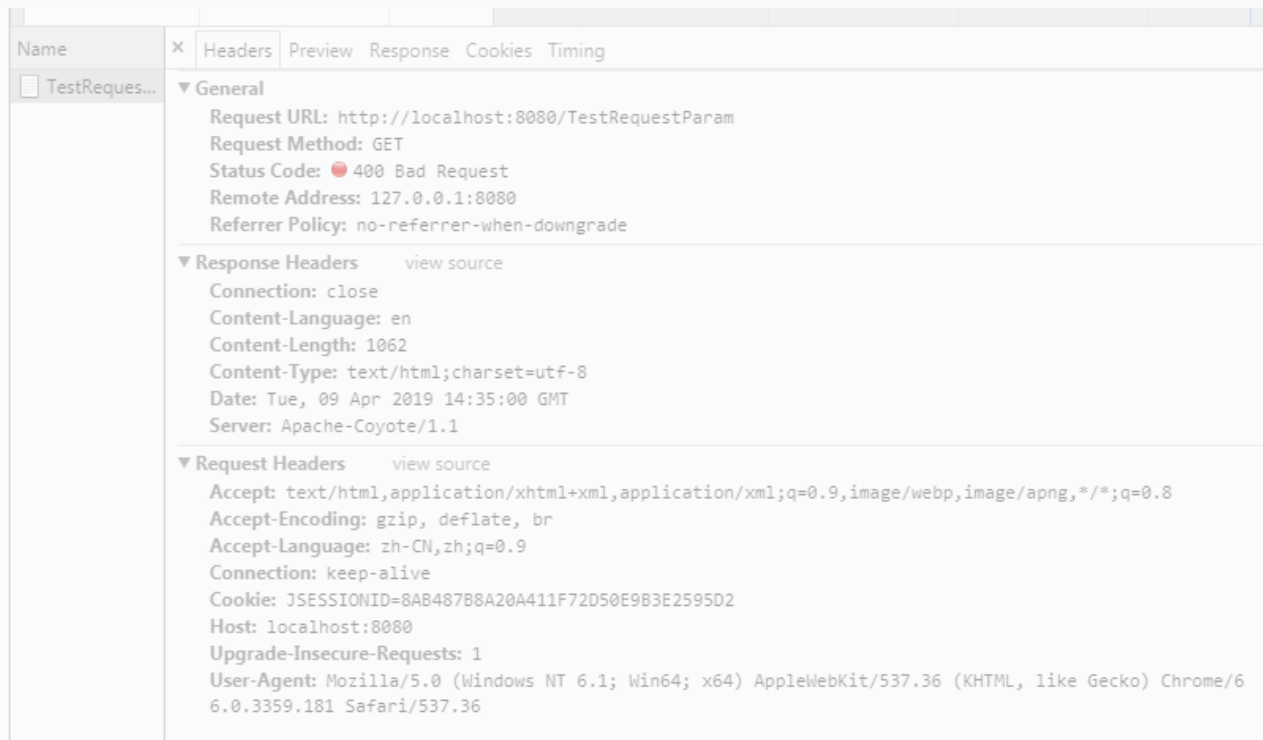 Name
× Headers Preview Response Cookies Timing
TestReques...
▼ General
Request URL: http://localhost:8080/TestRequestParam
Request Method: GET
Status Code: 400 Bad Request
Remote Address: 127.0.0.1:8080
Referrer Policy: no-referrer-when-downgrade
▼ Response Headers view source
Connection: close
Content-Language: en
Content-Length: 1062
Content-Type: text/html;charset=utf-8
Date: Tue, 09 Apr 2019 14:35:00 GMT
Server: Apache-Coyote/1.1
▼ Request Headers view source
Accept: text/html,application/xhtml+xml,application/xml;q=0.9,image/webp,image/apng,*/*;q=0.8
Accept-Encoding: gzip, deflate, br
Accept-Language: zh-CN,zh;q=0.9
Connection: keep-alive
Cookie: JSESSIONID=8AB487B8A20A411F72D50E9B3E2595D2
Host: localhost:8080
Upgrade-Insecure-Requests: 1
User-Agent: Mozilla/5.0 (Windows NT 6.1; Win64; x64) AppleWebKit/537.36 (KHTML, like Gecko) Chrome/6
6.0.3359.181 Safari/537.36